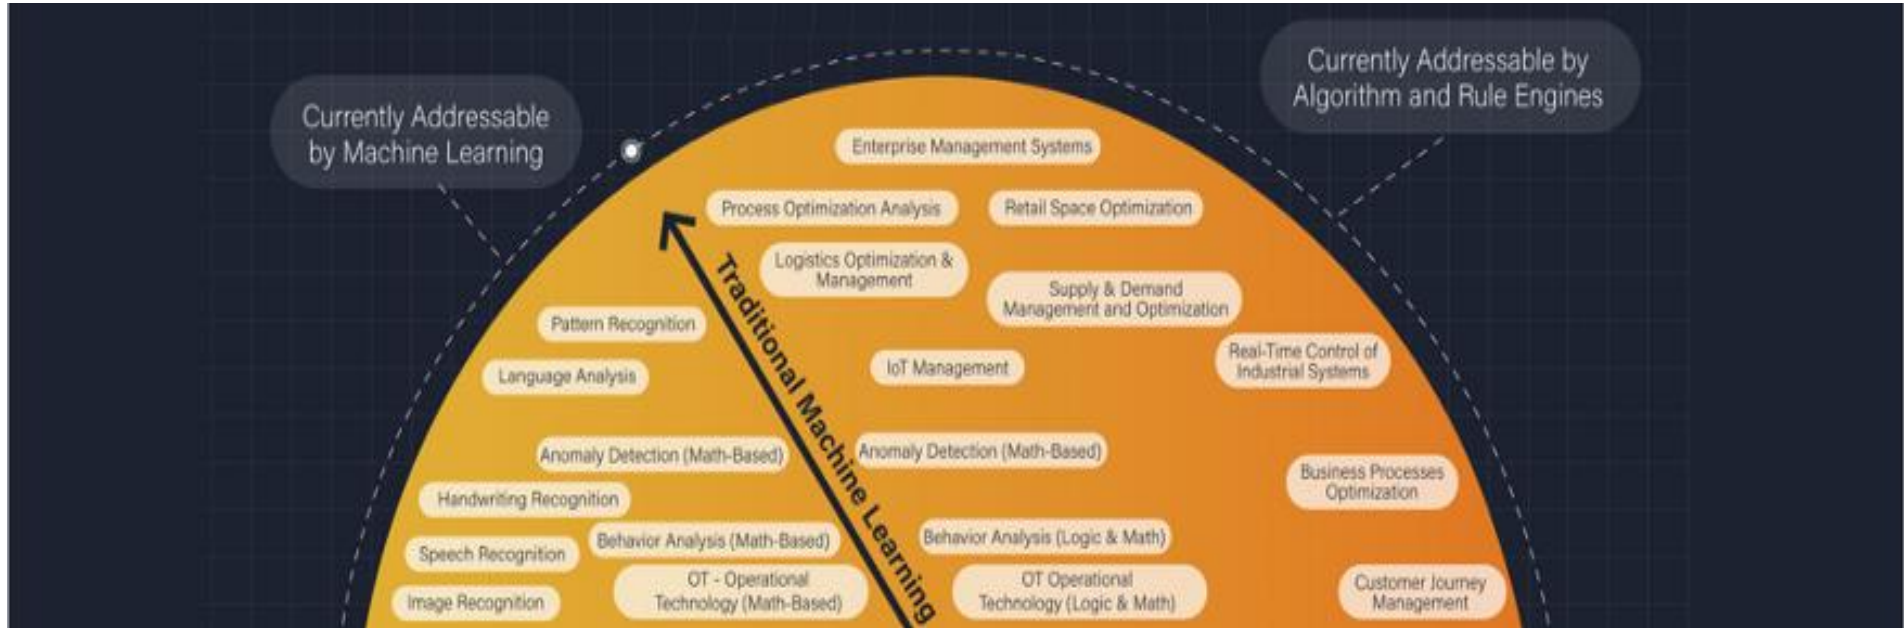 Currently Addressable
by Machine Learning
Currently Addressable by
Algorithm and Rule Engines
Enterprise Management Systems
Process Optimization Analysis
Retail Space Optimization
Logistics Optimization &
Management
Supply & Demand
Management and Optimization
Traditional Machine Learning
Pattern Recognition
IoT Management
Real-Time Control of
Industrial Systems
Language Analysis
Anomaly Detection (Math-Based)
Anomaly Detection (Math-Based)
Business Processes
Optimization
Handwriting Recognition
Behavior Analysis (Math-Based)
Behavior Analysis (Logic & Math)
Speech Recognition
OT - Operational
Technology (Math-Based)
OT Operational
Technology (Logic & Math)
Customer Journey
Management
Image Recognition